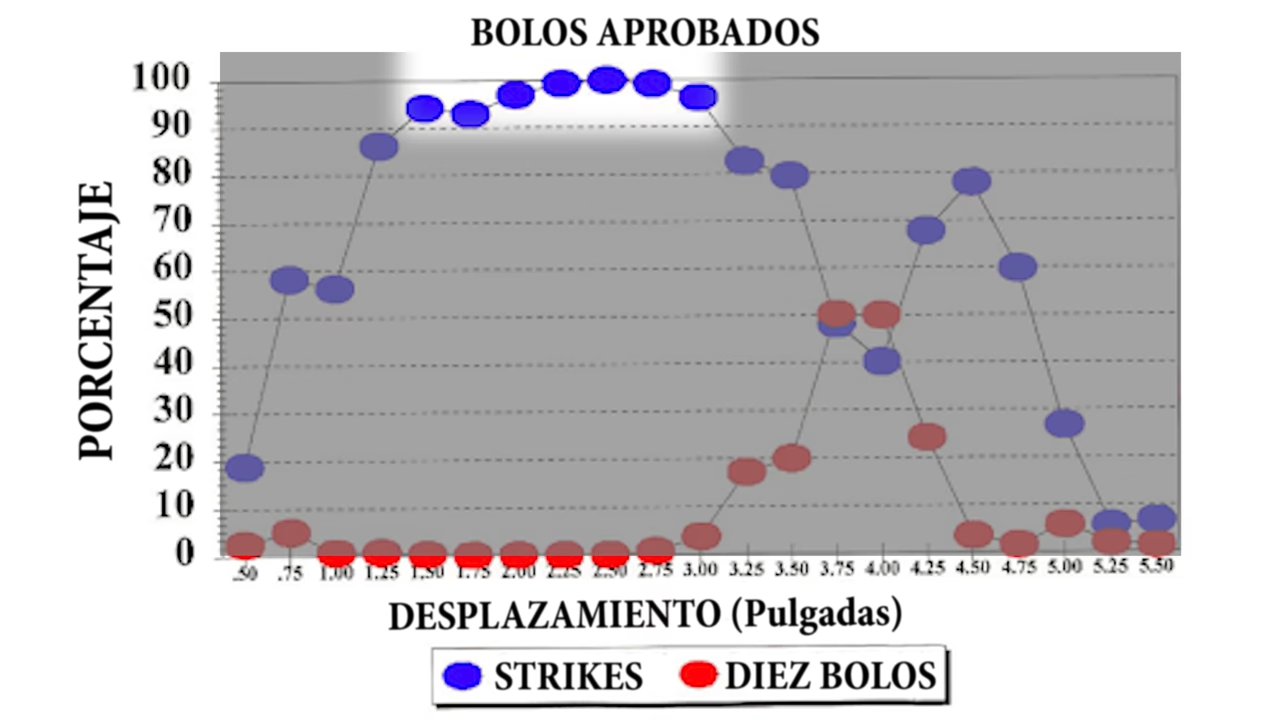 BOLOS APROBADOS
PORCENTAJE
100
90
80
70
60
50
40
30
20
10
0
.50 .75 1.00 1.25 1.50 1.75 2.00 2.25 2.50 2.75 3.00 3.25 3.50 3.75 4.00 4.25 4.50 4.75 5.00 5.25 5.50
DESPLAZAMIENTO (Pulgadas)
STRIKES DIEZ BOLOS